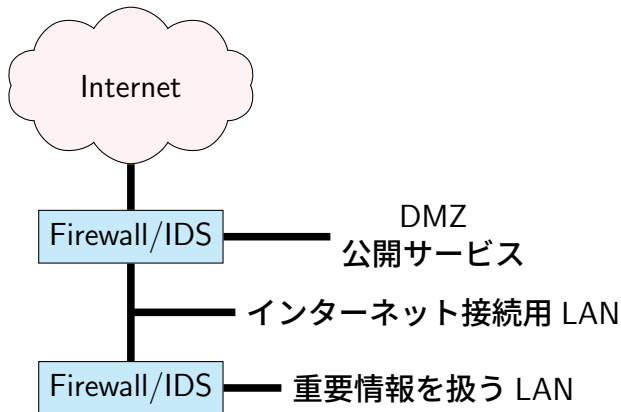 Internet
Firewall/IDS
DMZ
公開サービス
インターネット接続用 LAN
Firewall/IDS
重要情報を扱う LAN